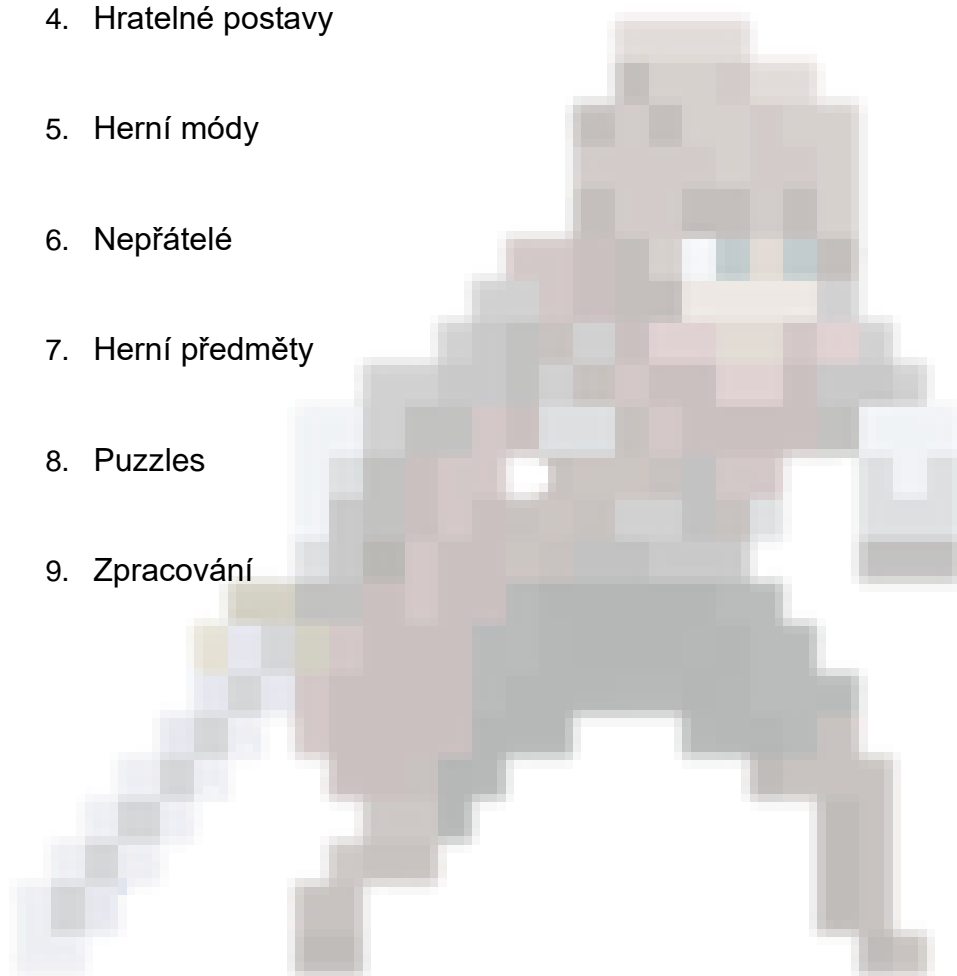 4. Hratelné postavy
5. Herní módy
6. Nepřátelé
7. Herní předměty
8. Puzzles
9. Zpracování